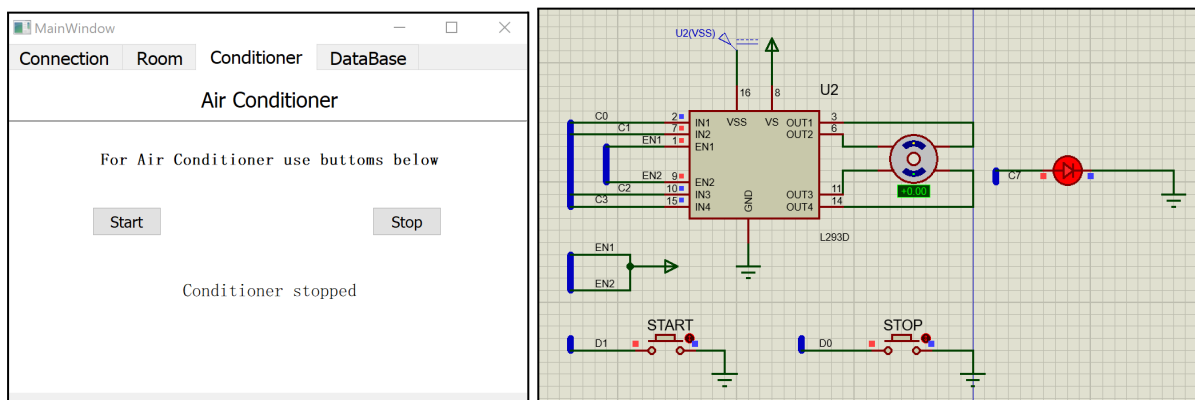 MainWindow
Connection Room Conditioner DataBase
Air Conditioner
For Air Conditioner use buttoms below
Start Stop
Conditioner stopped
U2(VSS)
U2
16 8
VSS VS
C0 2 IN1 OUT1 3
C1 7 IN2 OUT2 6
EN1 1 EN1
EN2 9 EN2
C2 10 IN3 OUT3 11
C3 15 IN4 OUT4 14
GND
+0.00
C7
L293D
EN1
EN2
START STOP
D1 D0